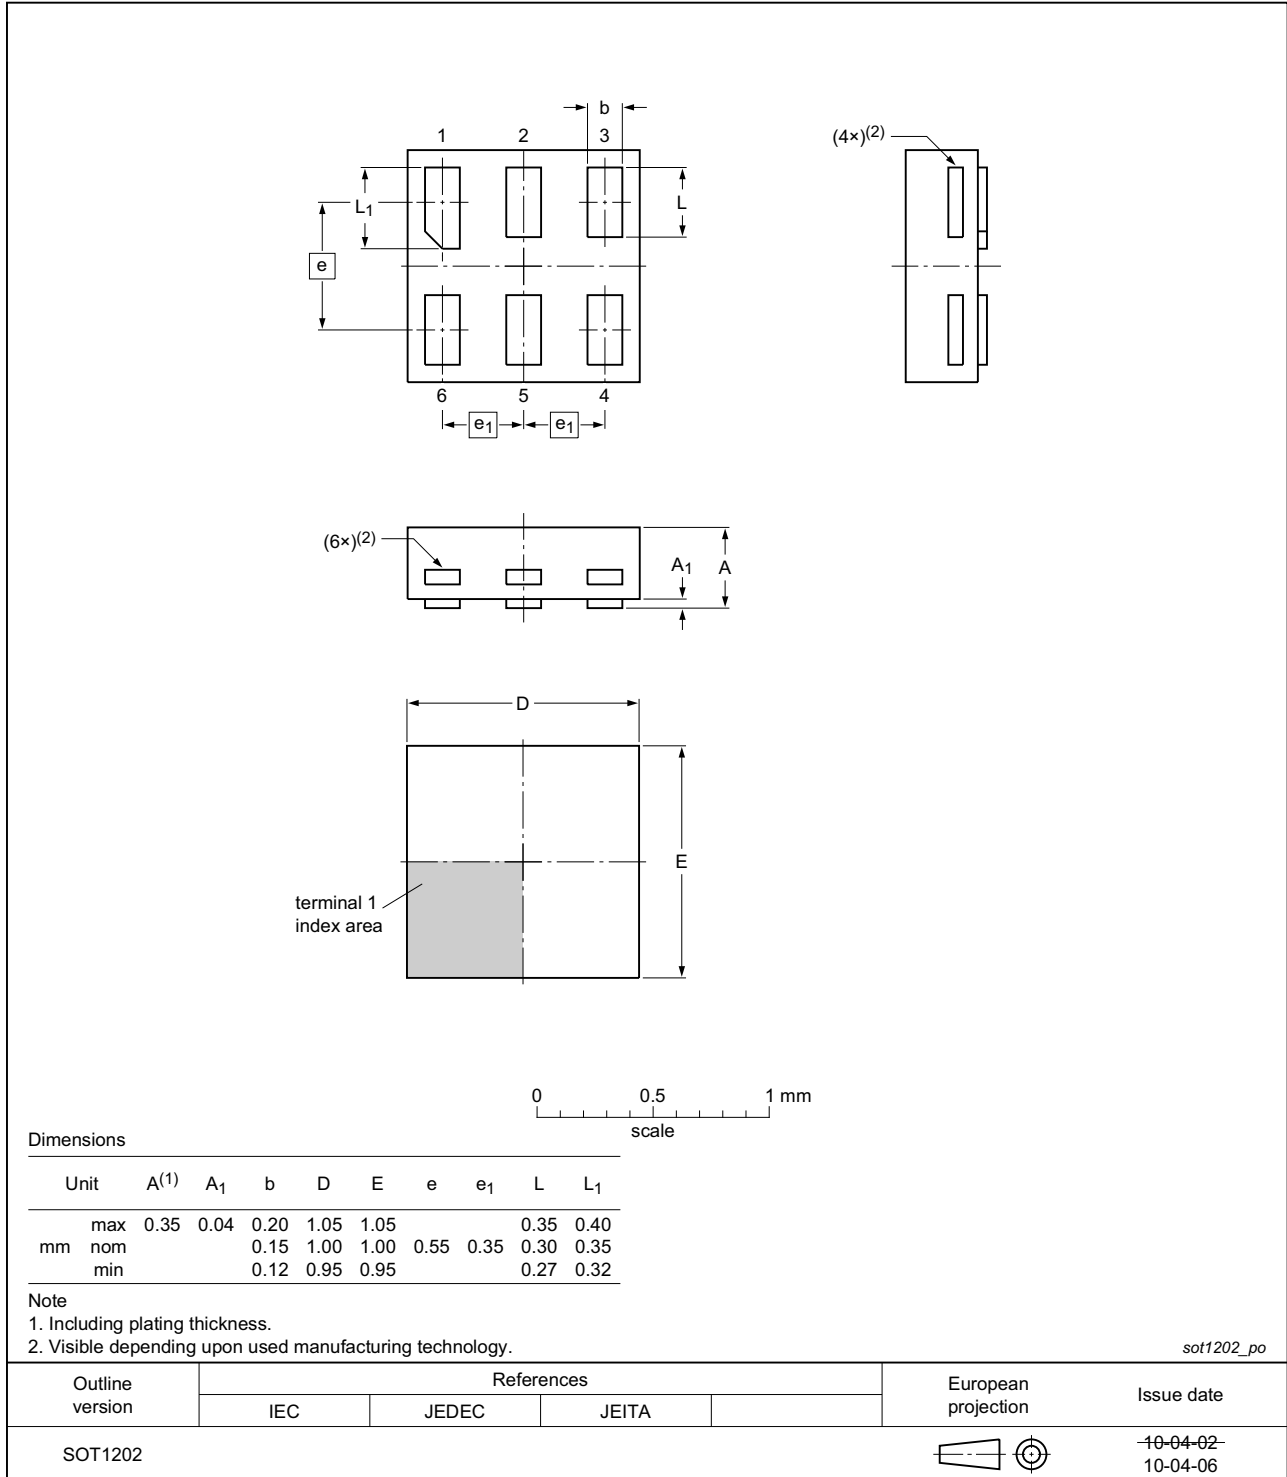 b
1 2 3
(4×)(2)
L1
L
e
6 5 4
e1 e1
(6×)(2)
A1 A
D
E
terminal 1
index area
0 0.5 1 mm
scale
Dimensions
Unit A(1) A1 b D E e e1 L L1
max 0.35 0.04 0.20 1.05 1.05 0.35 0.40
mm nom 0.15 1.00 1.00 0.55 0.35 0.30 0.35
min 0.12 0.95 0.95 0.27 0.32
Note
1. Including plating thickness.
2. Visible depending upon used manufacturing technology.
sot1202_po
Outline
version
References
IEC JEDEC JEITA
European
projection
Issue date
SOT1202
10-04-02
10-04-06